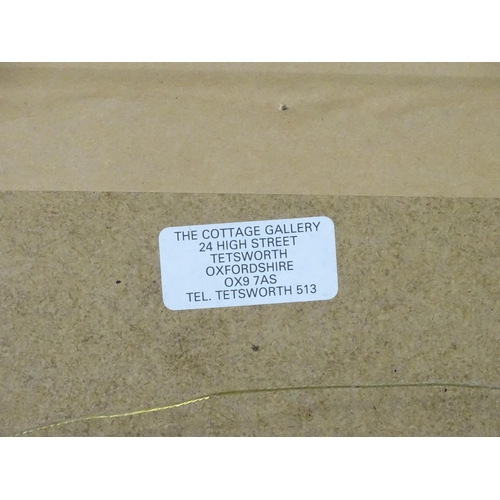 THE COTTAGE GALLERY
24 HIGH STREET
TETSWORTH
OXFORDSHIRE
OX9 7AS
TEL. TETSWORTH 513